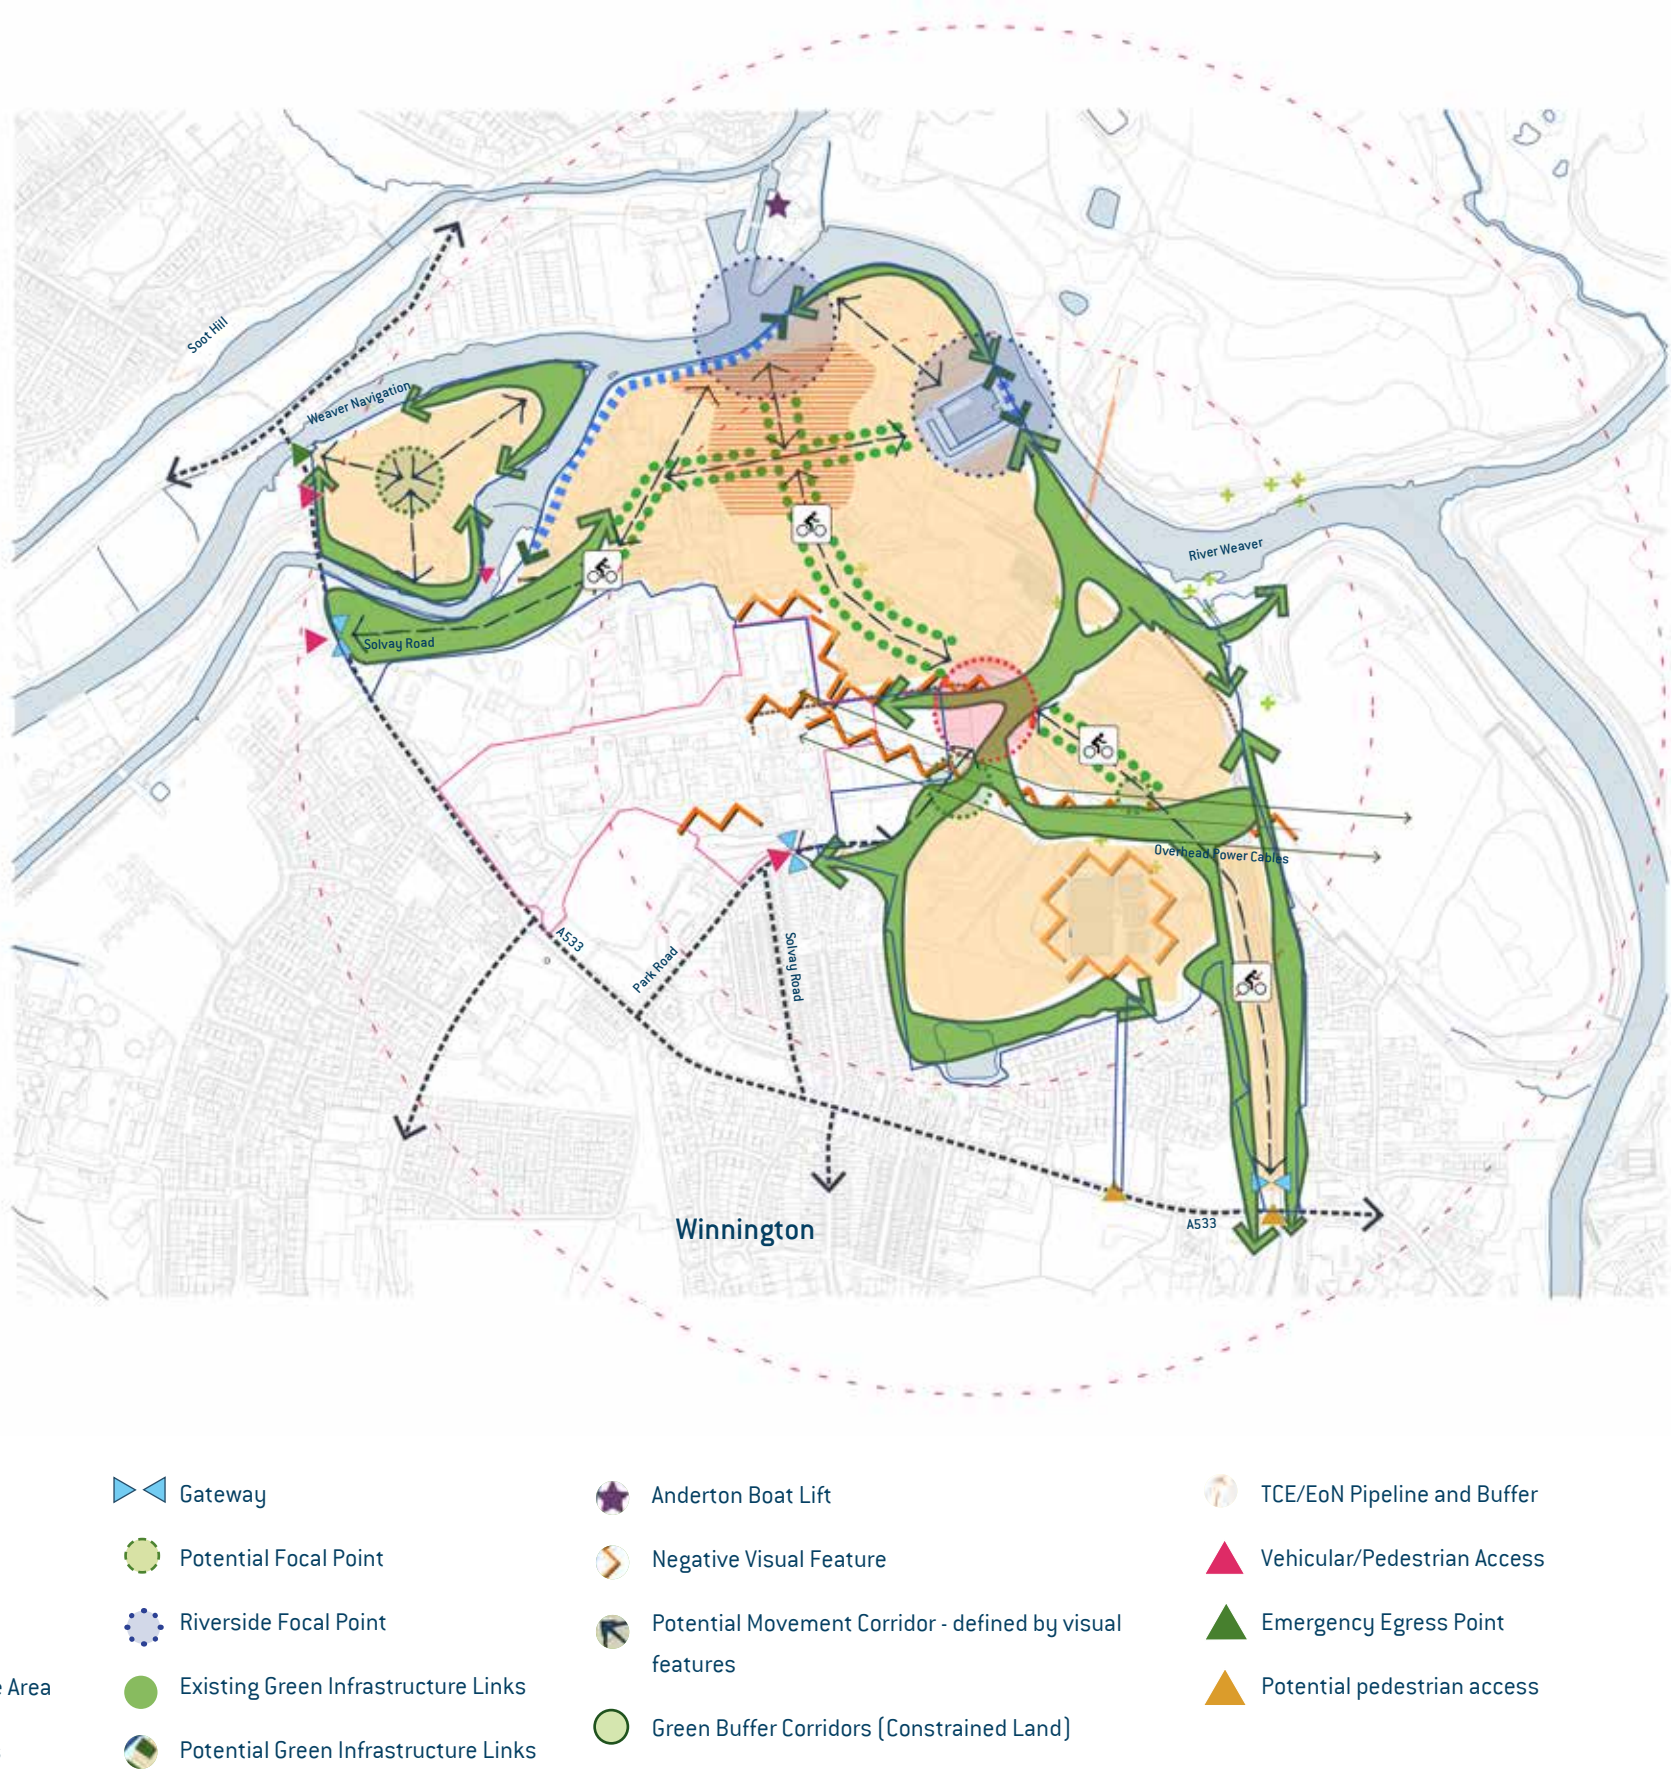 Soot Hill
Weaver Navigation
River Weaver
Solvay Road
Overhead Power Cables
A533
Park Road
Solvay Road
Winnington
A533
Gateway
Potential Focal Point
Riverside Focal Point
Existing Green Infrastructure Links
Potential Green Infrastructure Links
Area
Anderton Boat Lift
Negative Visual Feature
Potential Movement Corridor - defined by visual
features
Green Buffer Corridors (Constrained Land)
TCE/EoN Pipeline and Buffer
Vehicular/Pedestrian Access
Emergency Egress Point
Potential pedestrian access